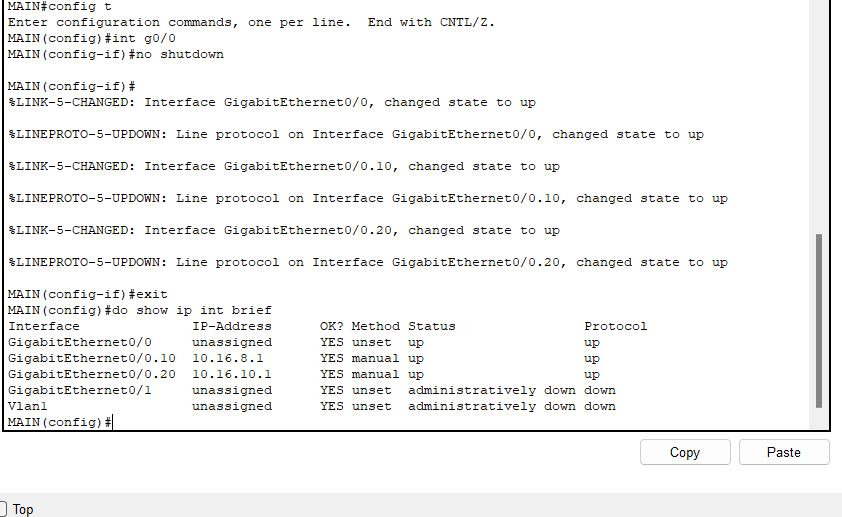 MAIN#config t
Enter configuration commands, one per line.  End with CNTL/Z.
MAIN(config)#int g0/0
MAIN(config-if)#no shutdown
MAIN(config-if)#
%LINK-5-CHANGED: Interface GigabitEthernet0/0, changed state to up
%LINEPROTO-5-UPDOWN: Line protocol on Interface GigabitEthernet0/0, changed state to up
%LINK-5-CHANGED: Interface GigabitEthernet0/0.10, changed state to up
%LINEPROTO-5-UPDOWN: Line protocol on Interface GigabitEthernet0/0.10, changed state to up
%LINK-5-CHANGED: Interface GigabitEthernet0/0.20, changed state to up
%LINEPROTO-5-UPDOWN: Line protocol on Interface GigabitEthernet0/0.20, changed state to up
MAIN(config-if)#exit
MAIN(config)#do show ip int brief
Interface              IP-Address      OK? Method Status                Protocol
GigabitEthernet0/0     unassigned      YES unset  up                    up
GigabitEthernet0/0.10  10.16.8.1       YES manual up                    up
GigabitEthernet0/0.20  10.16.10.1      YES manual up                    up
GigabitEthernet0/1     unassigned      YES unset  administratively down down
Vlan1                  unassigned      YES unset  administratively down down
MAIN(config)#
Copy Paste
Top